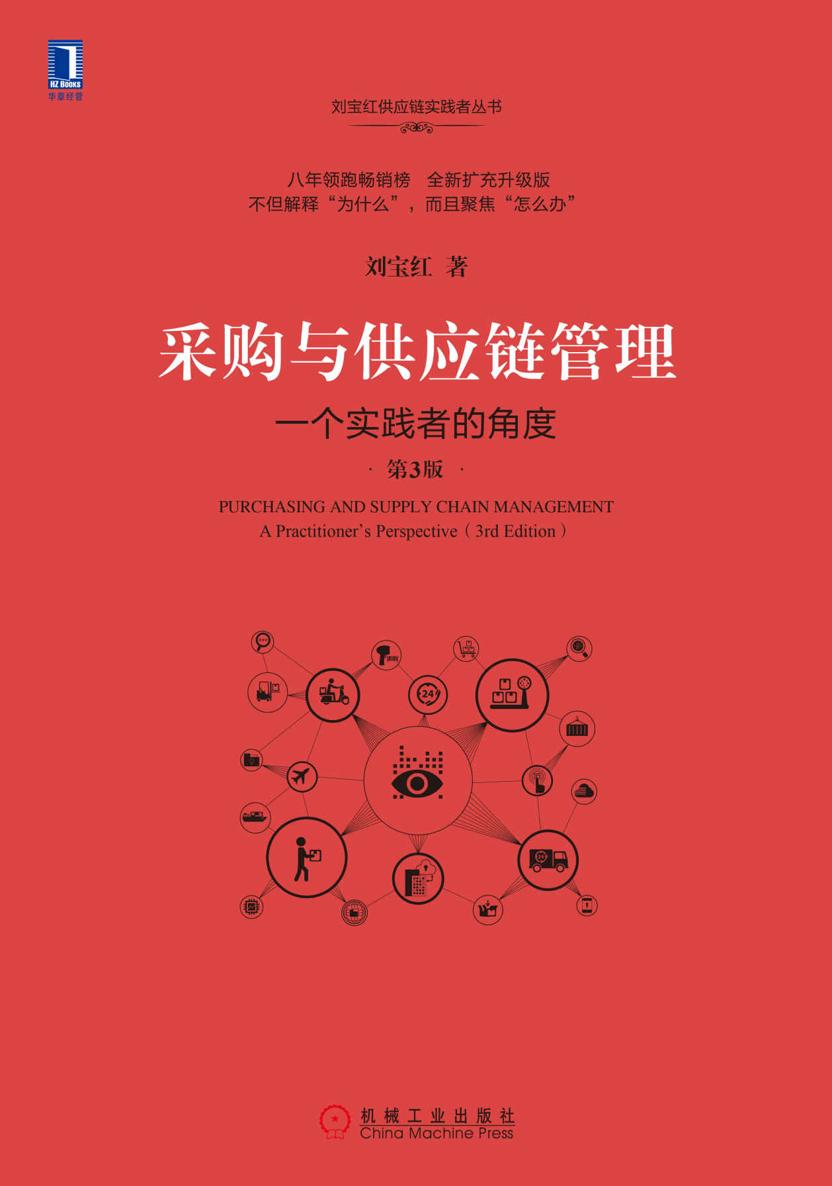 HZ BOOKS
华章经管
刘宝红供应链实践者丛书
八年领跑畅销榜 全新扩充升级版
不但解释“为什么”，而且聚焦“怎么办”
刘宝红 著
采购与供应链管理
一个实践者的角度
· 第3版 ·
PURCHASING AND SUPPLY CHAIN MANAGEMENT
A Practitioner's Perspective（3rd Edition）
24
机械工业出版社
China Machine Press